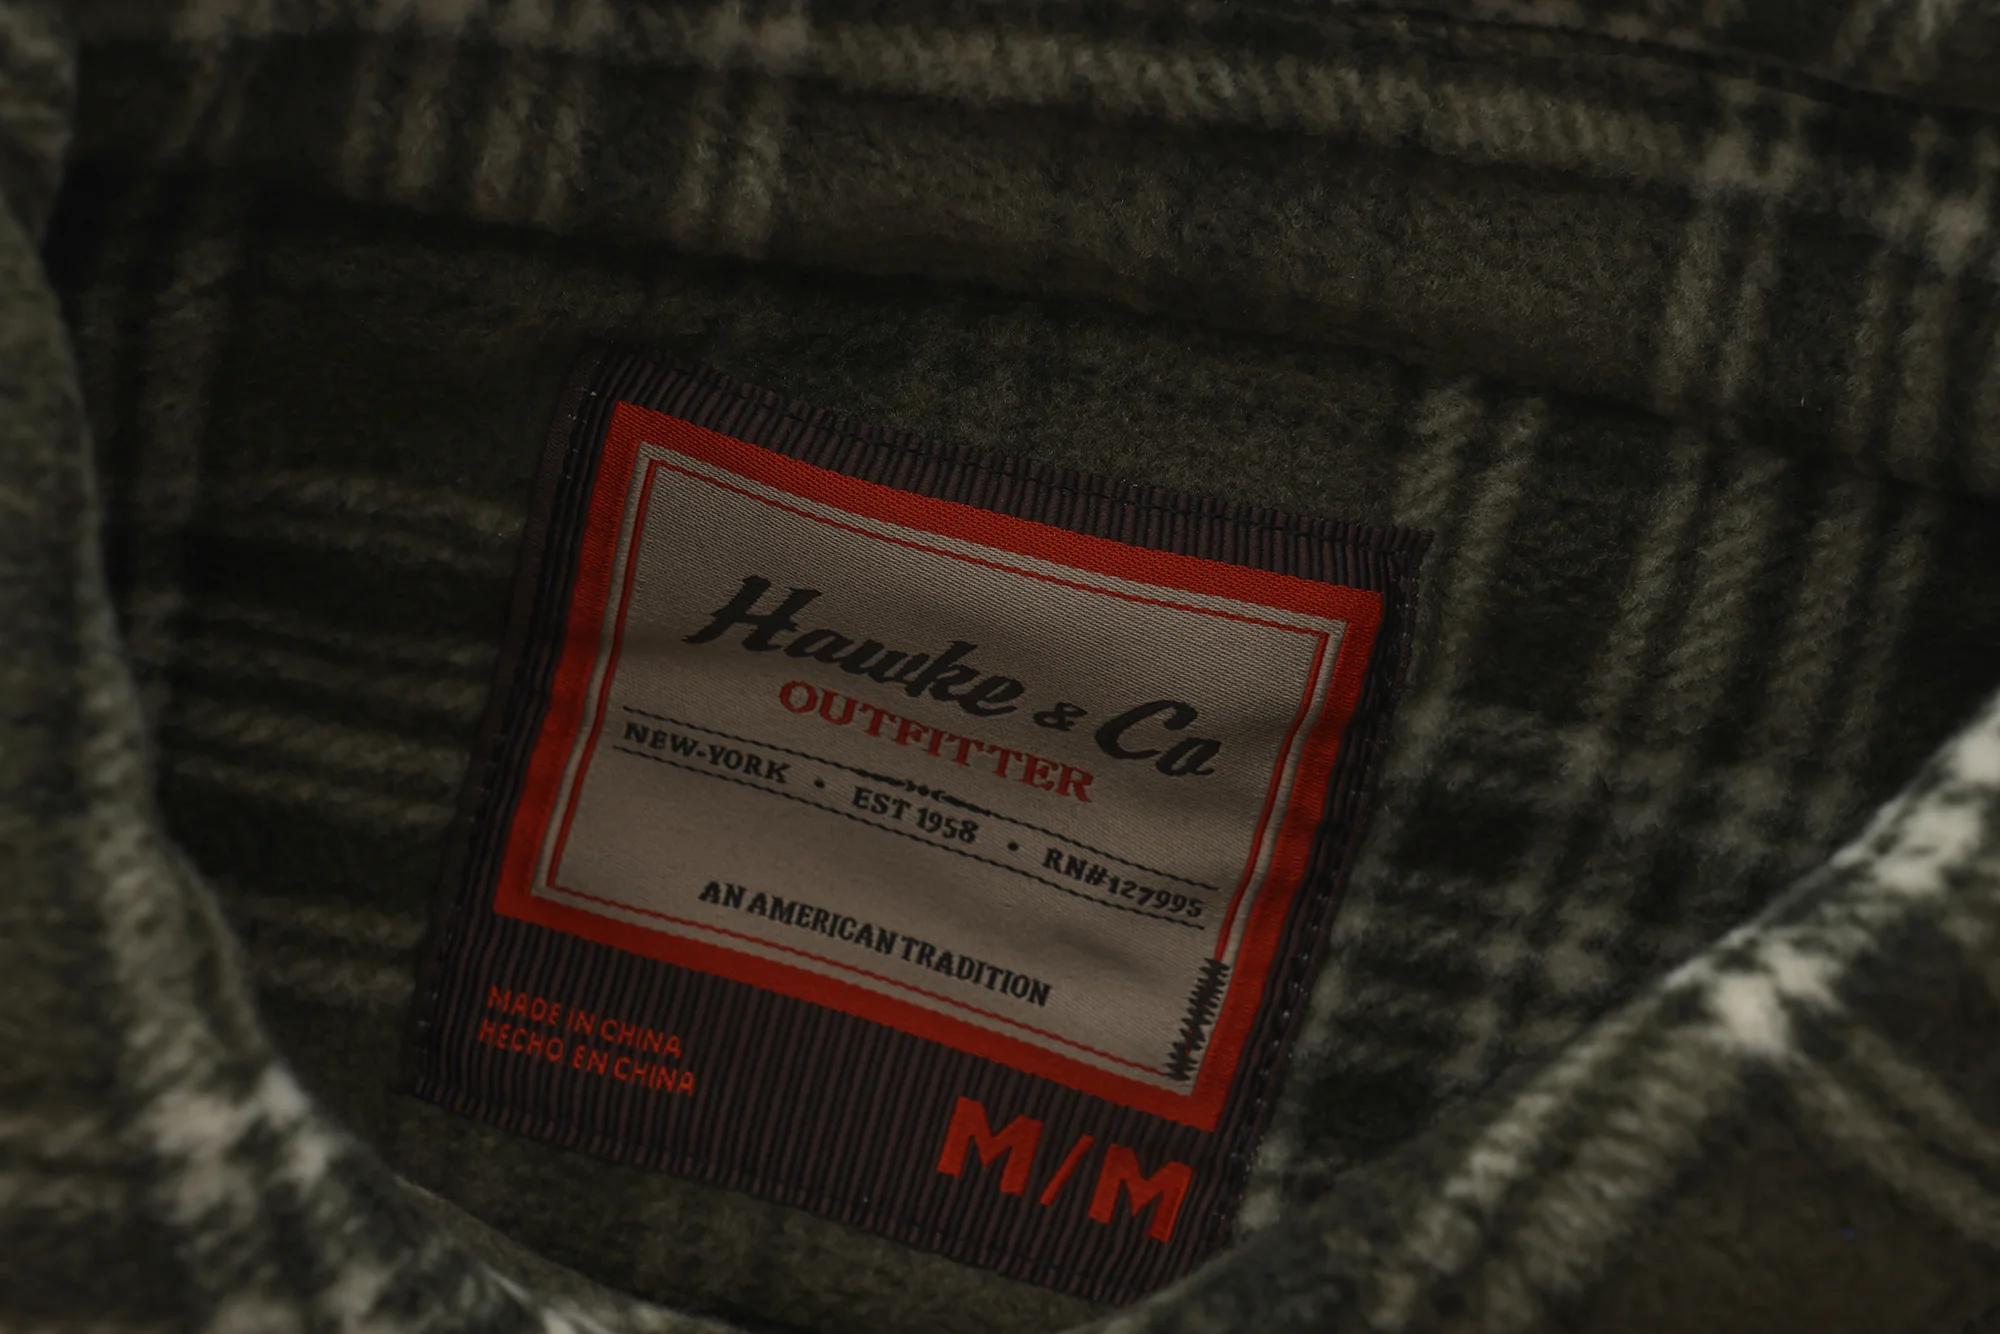 Hawke & Co
OUTFITTER
NEW-YORK • EST 1958 • RN#127995
AN AMERICAN TRADITION
MADE IN CHINA
HECHO EN CHINA
M/M